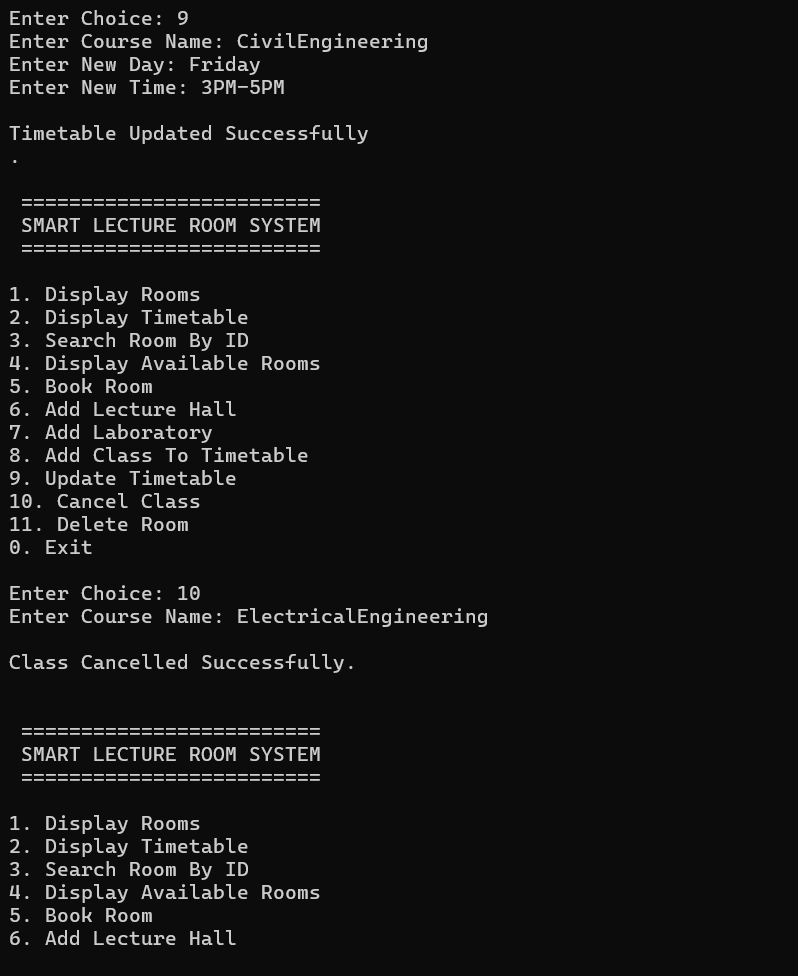 Enter Choice: 9
Enter Course Name: CivilEngineering
Enter New Day: Friday
Enter New Time: 3PM-5PM
Timetable Updated Successfully
.
=========================
SMART LECTURE ROOM SYSTEM
=========================
1. Display Rooms
2. Display Timetable
3. Search Room By ID
4. Display Available Rooms
5. Book Room
6. Add Lecture Hall
7. Add Laboratory
8. Add Class To Timetable
9. Update Timetable
10. Cancel Class
11. Delete Room
0. Exit
Enter Choice: 10
Enter Course Name: ElectricalEngineering
Class Cancelled Successfully.
=========================
SMART LECTURE ROOM SYSTEM
=========================
1. Display Rooms
2. Display Timetable
3. Search Room By ID
4. Display Available Rooms
5. Book Room
6. Add Lecture Hall